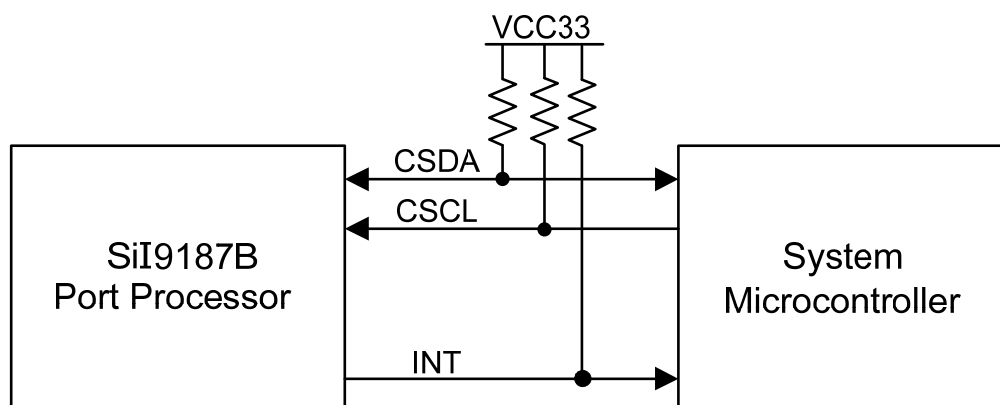 VCC33
CSDA
CSCL
SiI9187B
Port Processor
System
Microcontroller
INT